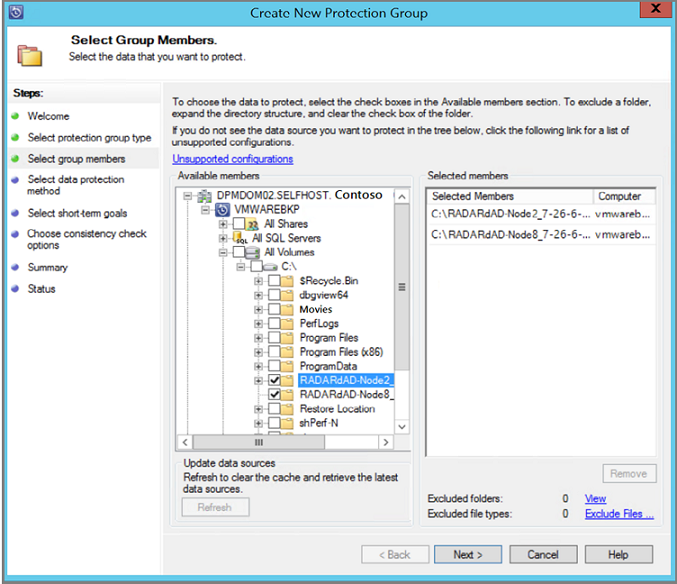 Create New Protection Group
X
Select Group Members.
Select the data that you want to protect.
Steps:
Welcome
Select protection group type
Select group members
Select data protection
method
Select short-term goals
Choose consistency check
options
Summary
Status
To choose the data to protect, select the check boxes in the Available members section. To exclude a folder,
expand the directory structure, and clear the check box of the folder.
If you do not see the data source you want to protect in the tree below, click the following link for a list of
unsupported configurations.
Unsupported configurations
Available members
DPMDOM02.SELFHOST. Contoso
VMWAREBKP
All Shares
All SQL Servers
All Volumes
C:\
$Recycle.Bin
dbgview64
Movies
PerfLogs
Program Files
Program Files (x86)
ProgramData
RADARdAD-Node2_
RADARdAD-Node8_
Restore Location
shPerf-N
Update data sources
Refresh to clear the cache and retrieve the latest
data sources.
Refresh
Selected members
Selected Members Computer
C:\RADARdAD-Node2_7-26-6-... vmwareb...
C:\RADARdAD-Node8_7-26-6-... vmwareb...
Remove
Excluded folders: 0 View
Excluded file types: 0 Exclude Files ...
< Back Next > Cancel Help